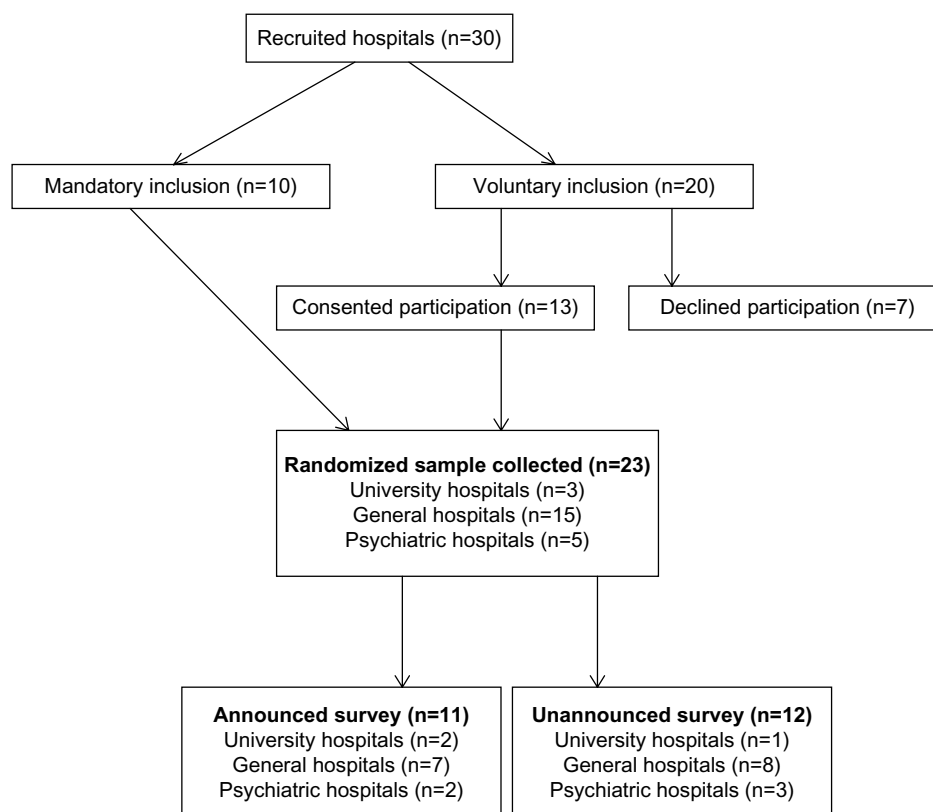 Recruited hospitals (n=30)
Mandatory inclusion (n=10)
Voluntary inclusion (n=20)
Consented participation (n=13)
Declined participation (n=7)
Randomized sample collected (n=23)
University hospitals (n=3)
General hospitals (n=15)
Psychiatric hospitals (n=5)
Announced survey (n=11)
University hospitals (n=2)
General hospitals (n=7)
Psychiatric hospitals (n=2)
Unannounced survey (n=12)
University hospitals (n=1)
General hospitals (n=8)
Psychiatric hospitals (n=3)